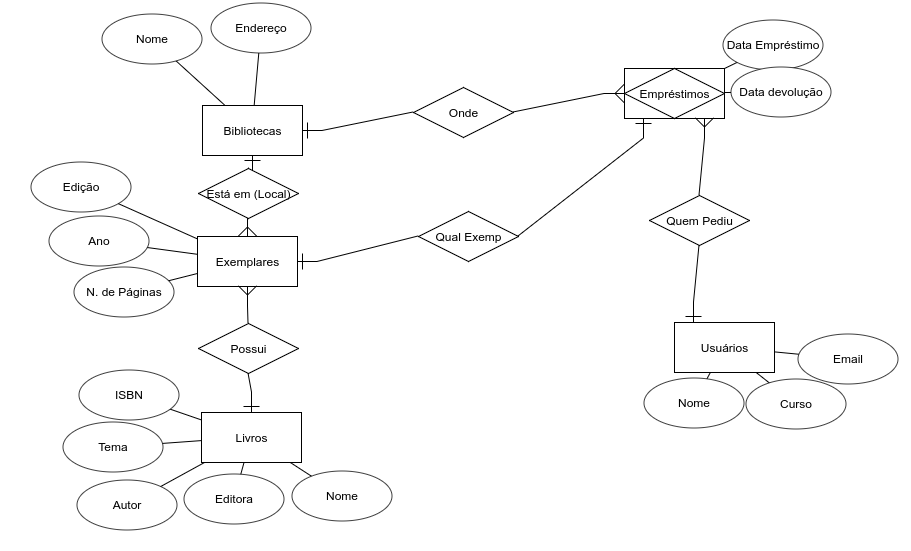 Nome
Endereço
Data Empréstimo
Data devolução
Empréstimos
Onde
Bibliotecas
Está em (Local)
Edição
Ano
N. de Páginas
Exemplares
Qual Exemp
Quem Pediu
Possui
Usuários
Email
Nome
Curso
ISBN
Tema
Autor
Livros
Editora
Nome